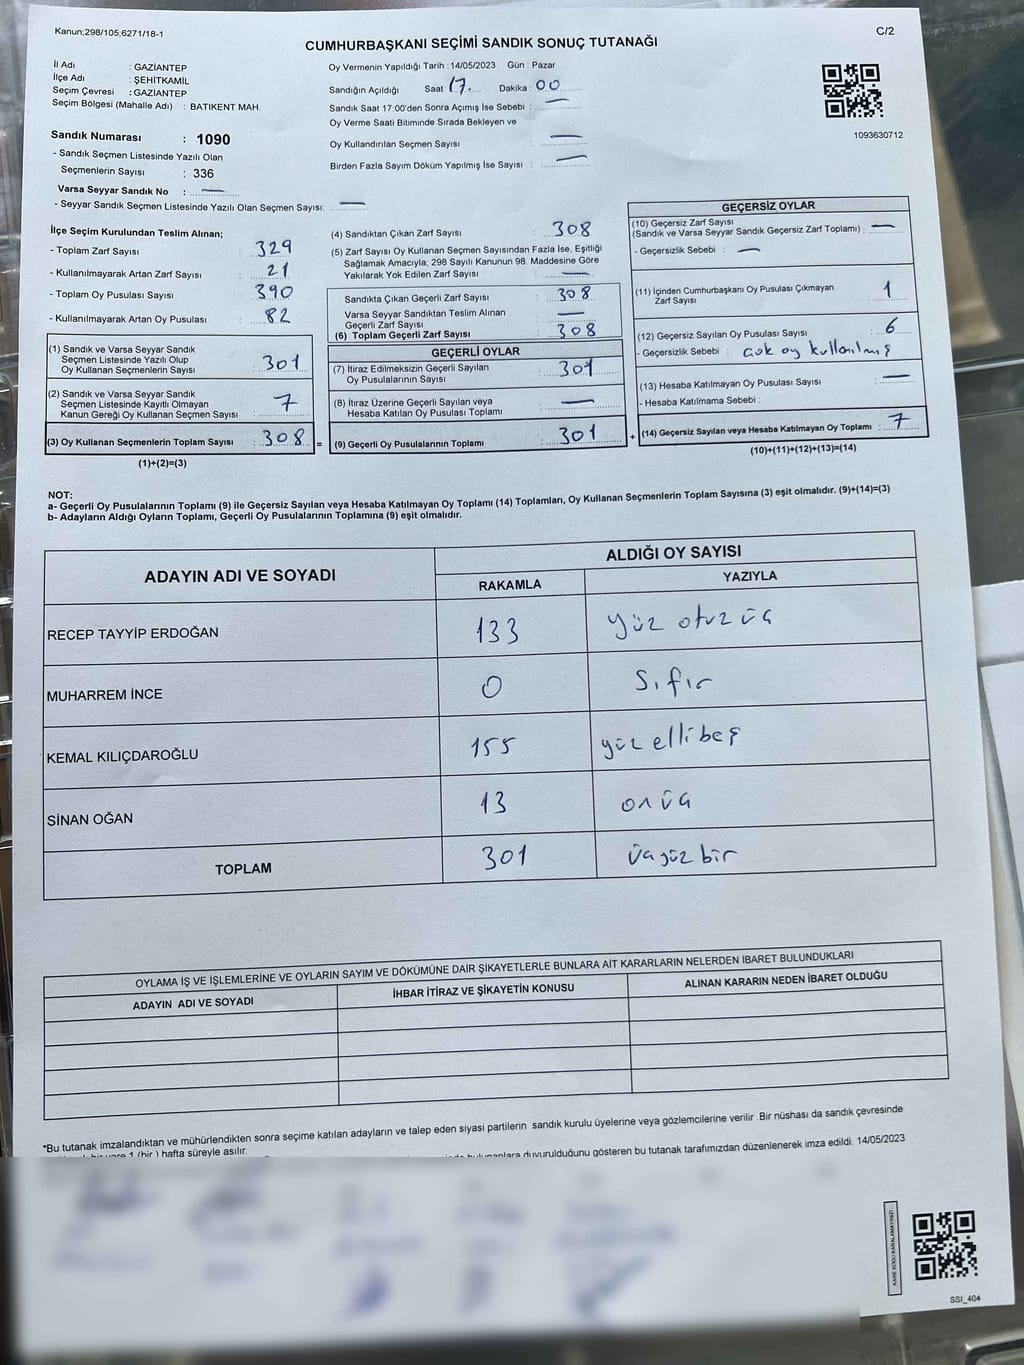 Kanun;298/105;6271/18-1
C/2
CUMHURBAŞKANI SEÇİMİ SANDIK SONUÇ TUTANAĞI
İl Adı : GAZİANTEP
İlçe Adı : ŞEHİTKAMİL
Seçim Çevresi : GAZİANTEP
Seçim Bölgesi (Mahalle Adı) : BATIKENT MAH.
Oy Vermenin Yapıldığı Tarih :14/05/2023 Gün : Pazar
Sandığın Açıldığı Saat 17 Dakika 00
Sandık Saat 17:00'den Sonra Açımış İse Sebebi : —
Oy Verme Saati Bitiminde Sırada Bekleyen ve
Oy Kullandırılan Seçmen Sayısı —
Birden Fazla Sayım Döküm Yapılmış İse Sayısı : —
1093630712
Sandık Numarası : 1090
- Sandık Seçmen Listesinde Yazılı Olan
Seçmenlerin Sayısı : 336
Varsa Seyyar Sandık No : —
- Seyyar Sandık Seçmen Listesinde Yazılı Olan Seçmen Sayısı: —
İlçe Seçim Kurulundan Teslim Alınan;
- Toplam Zarf Sayısı : 329
- Kullanılmayarak Artan Zarf Sayısı : 21
- Toplam Oy Pusulası Sayısı : 390
- Kullanılmayarak Artan Oy Pusulası : 82
(1) Sandık ve Varsa Seyyar Sandık
Seçmen Listesinde Yazılı Olup
Oy Kullanan Seçmenlerin Sayısı : 301
(2) Sandık ve Varsa Seyyar Sandık
Seçmen Listesinde Kayıtlı Olmayan
Kanun Gereği Oy Kullanan Seçmen Sayısı : 7
(3) Oy Kullanan Seçmenlerin Toplam Sayısı : 308 =
(1)+(2)=(3)
(4) Sandıktan Çıkan Zarf Sayısı : 308
(5) Zarf Sayısı Oy Kullanan Seçmen Sayısından Fazla İse, Eşitliği
Sağlamak Amacıyla, 298 Sayılı Kanunun 98. Maddesine Göre
Yakılarak Yok Edilen Zarf Sayısı : —
Sandıkta Çıkan Geçerli Zarf Sayısı : 308
Varsa Seyyar Sandıktan Teslim Alınan
Geçerli Zarf Sayısı : —
(6) Toplam Geçerli Zarf Sayısı : 308
GEÇERLİ OYLAR
(7) İtiraz Edilmeksizin Geçerli Sayılan
Oy Pusulalarının Sayısı : 301
(8) İtiraz Üzerine Geçerli Sayılan veya
Hesaba Katılan Oy Pusulası Toplamı : —
(9) Geçerli Oy Pusulalarının Toplamı : 301 +
GEÇERSİZ OYLAR
(10) Geçersiz Zarf Sayısı
(Sandık ve Varsa Seyyar Sandık Geçersiz Zarf Toplamı) : —
- Geçersizlik Sebebi : —
(11) İçinden Cumhurbaşkanı Oy Pusulası Çıkmayan
Zarf Sayısı : 1
(12) Geçersiz Sayılan Oy Pusulası Sayısı : 6
- Geçersizlik Sebebi : çok oy kullanılmış
(13) Hesaba Katılmayan Oy Pusulası Sayısı : —
- Hesaba Katılmama Sebebi :
(14) Geçersiz Sayılan veya Hesaba Katılmayan Oy Toplamı : 7
(10)+(11)+(12)+(13)=(14)
NOT:
a- Geçerli Oy Pusulalarının Toplamı (9) ile Geçersiz Sayılan veya Hesaba Katılmayan Oy Toplamı (14) Toplamları, Oy Kullanan Seçmenlerin Toplam Sayısına (3) eşit olmalıdır. (9)+(14)=(3)
b- Adayların Aldığı Oyların Toplamı, Geçerli Oy Pusulalarının Toplamına (9) eşit olmalıdır.
ADAYIN ADI VE SOYADI
ALDIĞI OY SAYISI
RAKAMLA YAZIYLA
RECEP TAYYİP ERDOĞAN 133 yüz otuz üç
MUHARREM İNCE 0 Sıfır
KEMAL KILIÇDAROĞLU 155 yüz elli beş
SİNAN OĞAN 13 on üç
TOPLAM 301 üçyüz bir
OYLAMA İŞ VE İŞLEMLERİNE VE OYLARIN SAYIM VE DÖKÜMÜNE DAİR ŞİKAYETLERLE BUNLARA AİT KARARLARIN NELERDEN İBARET BULUNDUKLARI
ADAYIN ADI VE SOYADI İHBAR İTİRAZ VE ŞİKAYETİN KONUSU ALINAN KARARIN NEDEN İBARET OLDUĞU
*Bu tutanak imzalandıktan ve mühürlendikten sonra seçime katılan adayların ve talep eden siyasi partilerin sandık kurulu üyelerine veya gözlemcilerine verilir .Bir nüshası da sandık çevresinde
1 (bir ) hafta süreyle asılır. duyurulduğunu gösteren bu tutanak tarafımızdan düzenlenerek imza edildi. 14/05/2023
KARE KODU KARALAMAYINIZ!
SSI_404